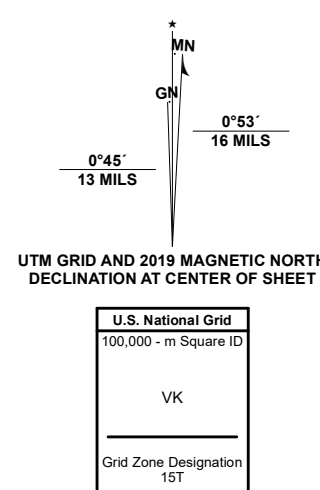 ★
MN
GN
0°53´
16 MILS
0°45´
13 MILS
UTM GRID AND 2019 MAGNETIC NORTH
DECLINATION AT CENTER OF SHEET
U.S. National Grid
100,000 - m Square ID
VK
Grid Zone Designation
15T